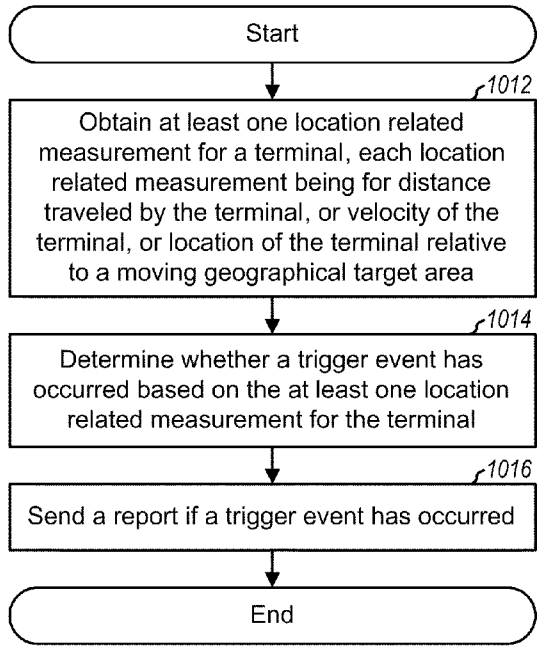 Start
1012
Obtain at least one location related
measurement for a terminal, each location
related measurement being for distance
traveled by the terminal, or velocity of the
terminal, or location of the terminal relative
to a moving geographical target area
1014
Determine whether a trigger event has
occurred based on the at least one location
related measurement for the terminal
1016
Send a report if a trigger event has occurred
End